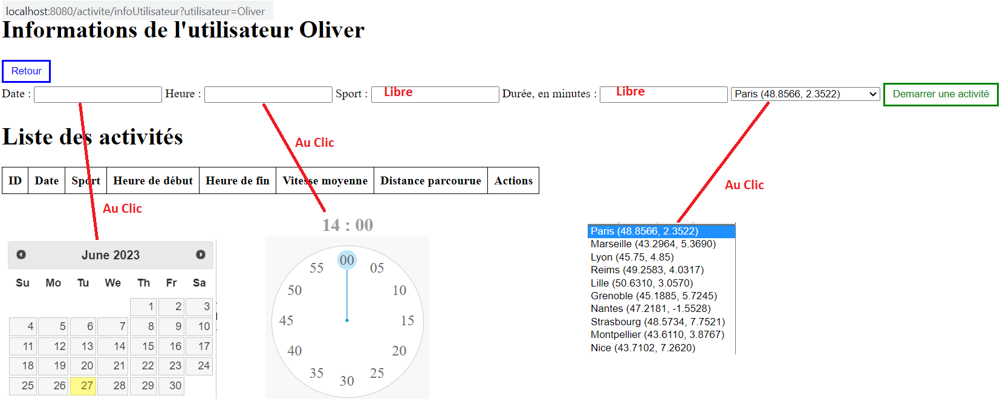 localhost:8080/activite/infoUtilisateur?utilisateur=Oliver
Informations de l'utilisateur Oliver
Retour
Date : Heure : Sport : Libre Durée, en minutes : Libre Paris (48.8566, 2.3522) Demarrer une activité
Liste des activités
Au Clic
ID Date Sport Heure de début Heure de fin Vitesse moyenne Distance parcourue Actions
Au Clic
Au Clic
June 2023
Su Mo Tu We Th Fr Sa
1 2 3
4 5 6 7 8 9 10
11 12 13 14 15 16 17
18 19 20 21 22 23 24
25 26 27 28 29 30
14 : 00
00
55 05
50 10
45 15
40 20
35 25
30
Paris (48.8566, 2.3522)
Marseille (43.2964, 5.3690)
Lyon (45.75, 4.85)
Reims (49.2583, 4.0317)
Lille (50.6310, 3.0570)
Grenoble (45.1885, 5.7245)
Nantes (47.2181, -1.5528)
Strasbourg (48.5734, 7.7521)
Montpellier (43.6110, 3.8767)
Nice (43.7102, 7.2620)